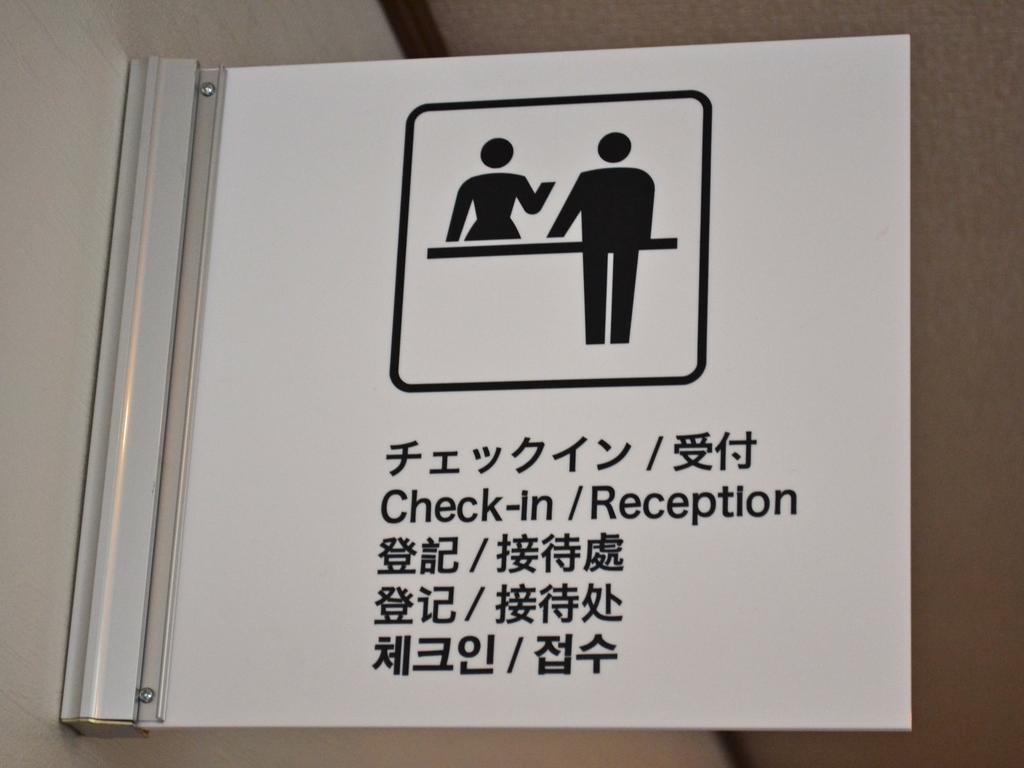 チェックイン / 受付
Check-in / Reception
登記 / 接待處
登记 / 接待处
체크인 / 접수